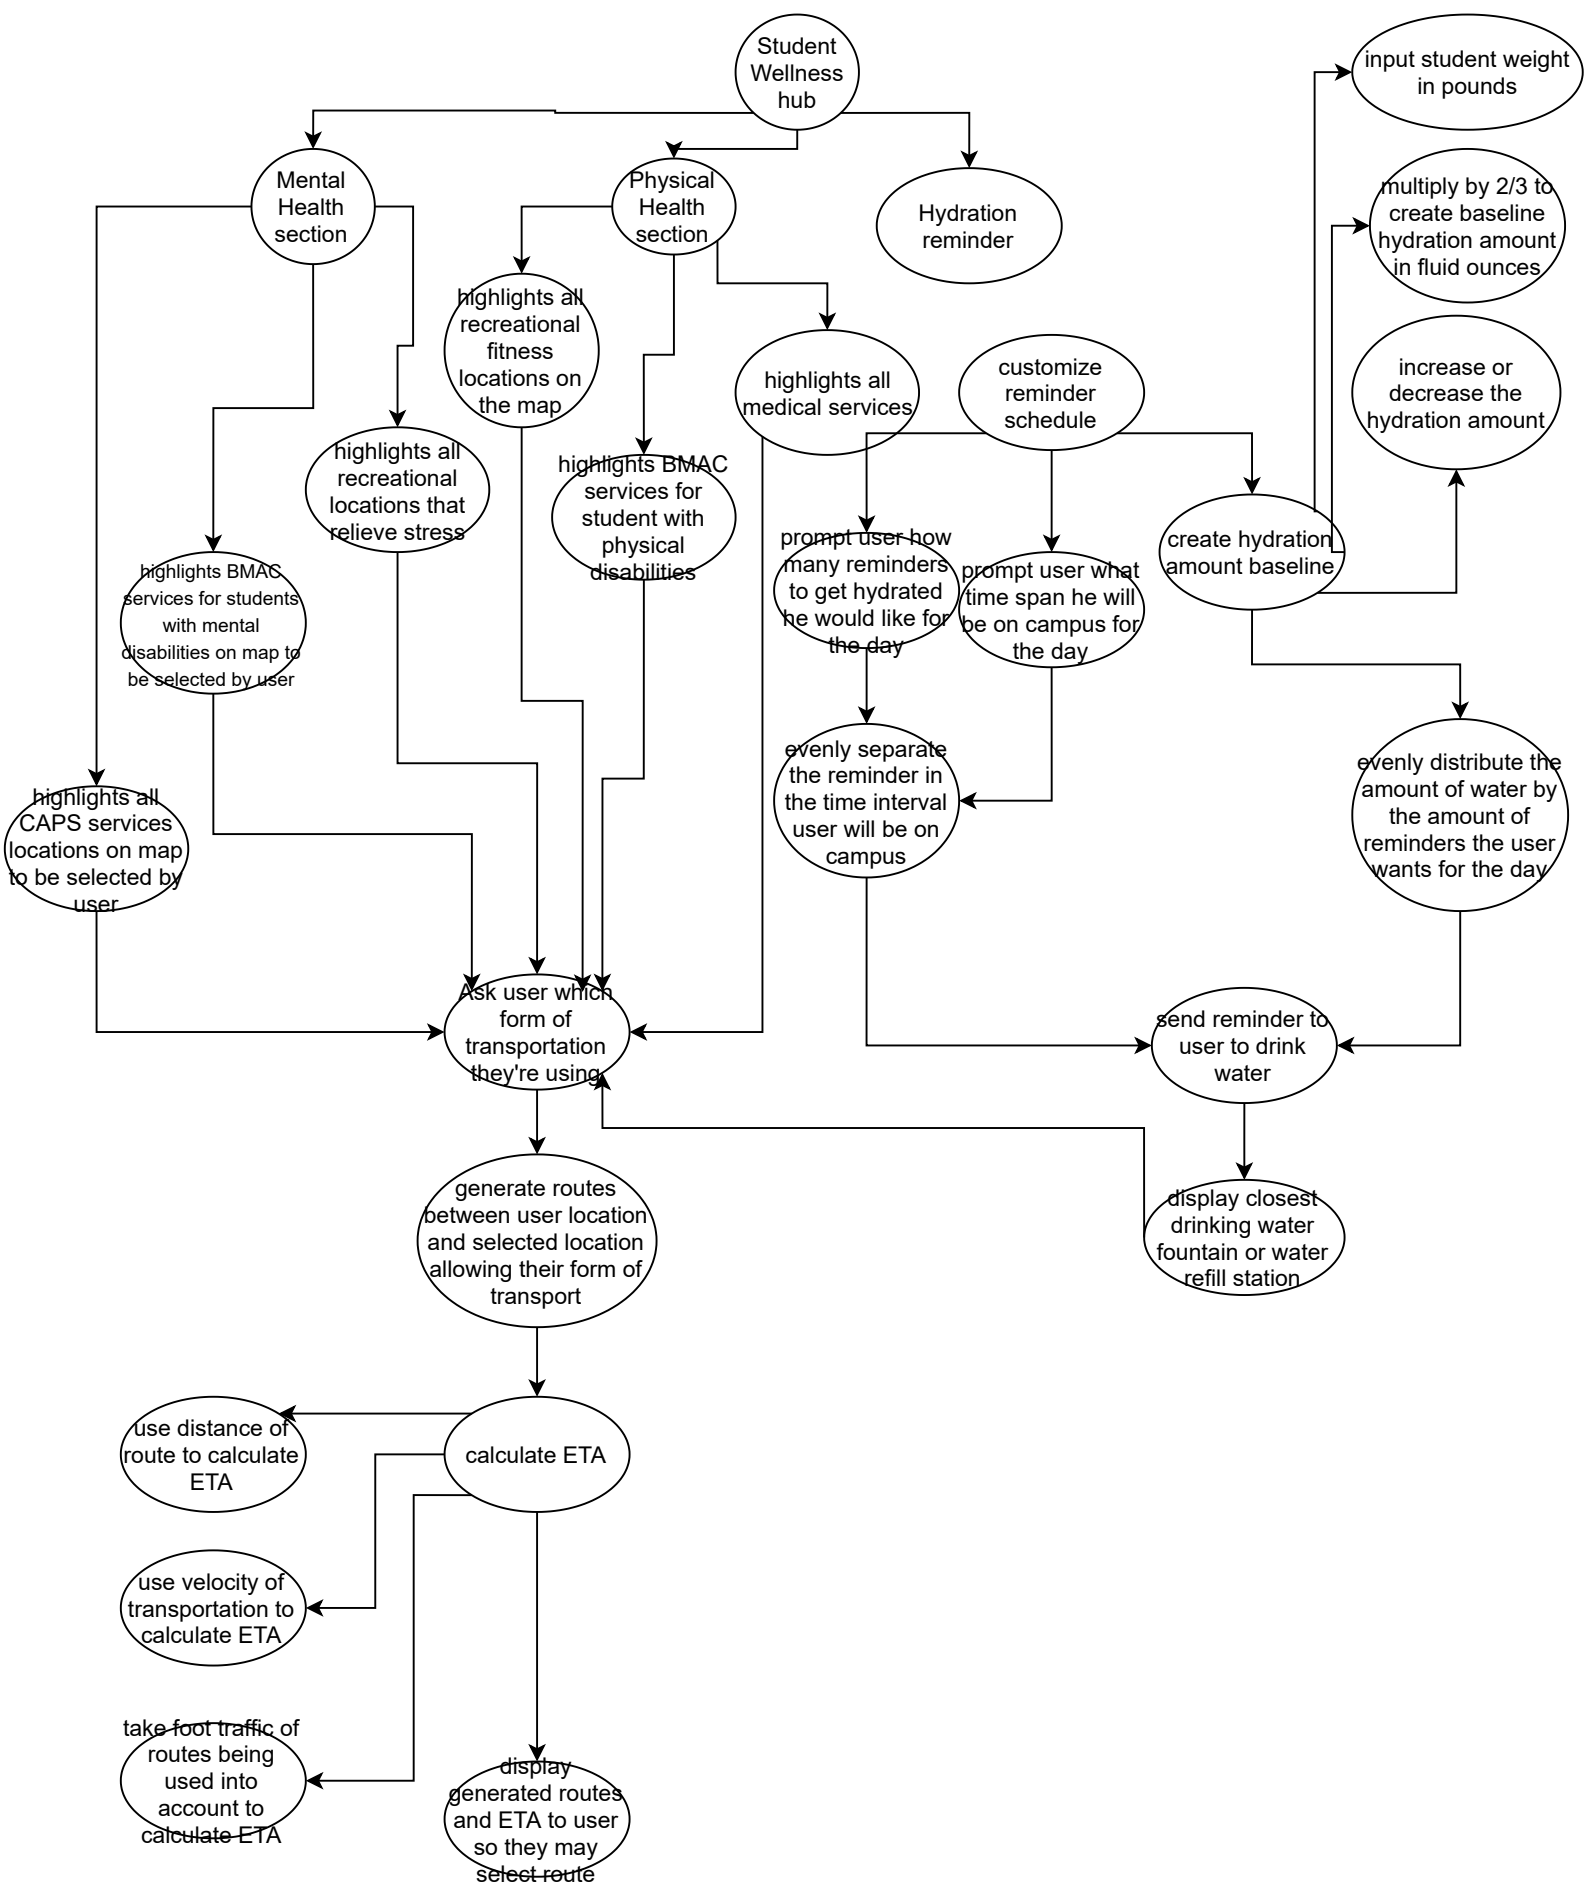 Student
Wellness
hub
input student weight
in pounds
Mental
Health
section
Physical
Health
section
Hydration
reminder
multiply by 2/3 to
create baseline
hydration amount
in fluid ounces
highlights all
recreational
fitness
locations on
the map
highlights all
medical services
customize
reminder
schedule
increase or
decrease the
hydration amount
highlights all
recreational
locations that
relieve stress
highlights BMAC
services for
student with
physical
disabilities
prompt user how
many reminders
to get hydrated
he would like for
the day
prompt user what
time span he will
be on campus for
the day
create hydration
amount baseline
highlights BMAC
services for students
with mental
disabilities on map to
be selected by user
highlights all
CAPS services
locations on map
to be selected by
user
evenly separate
the reminder in
the time interval
user will be on
campus
evenly distribute the
amount of water by
the amount of
reminders the user
wants for the day
Ask user which
form of
transportation
they're using
send reminder to
user to drink
water
generate routes
between user location
and selected location
allowing their form of
transport
display closest
drinking water
fountain or water
refill station
use distance of
route to calculate
ETA
calculate ETA
use velocity of
transportation to
calculate ETA
take foot traffic of
routes being
used into
account to
calculate ETA
display
generated routes
and ETA to user
so they may
select route